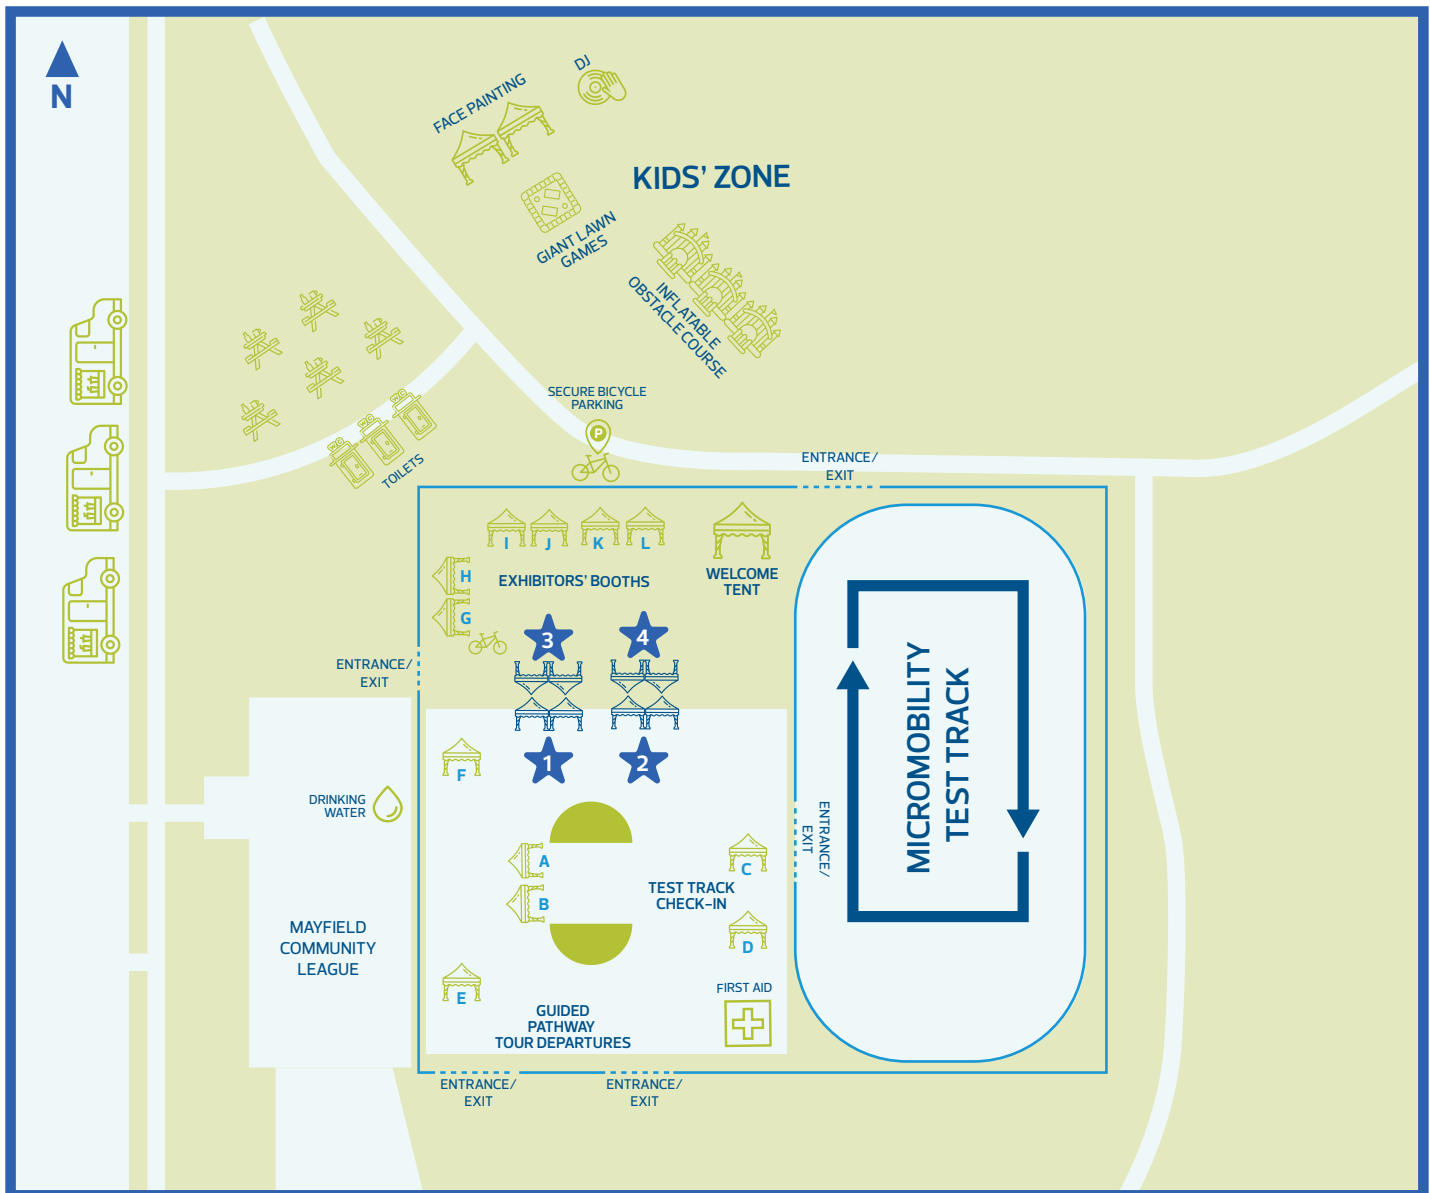 N
DJ
FACE PAINTING
KIDS' ZONE
GIANT LAWN
GAMES
INFLATABLE
OBSTACLE COURSE
SECURE BICYCLE
PARKING
P
TOILETS
ENTRANCE/
EXIT
I
J
K
L
H
G
EXHIBITORS' BOOTHS
WELCOME
TENT
3
4
ENTRANCE/
EXIT
1
2
F
DRINKING
WATER
A
B
C
D
E
TEST TRACK
CHECK-IN
ENTRANCE/
EXIT
MICROMOBILITY
TEST TRACK
MAYFIELD
COMMUNITY
LEAGUE
FIRST AID
GUIDED
PATHWAY
TOUR DEPARTURES
ENTRANCE/
EXIT
ENTRANCE/
EXIT